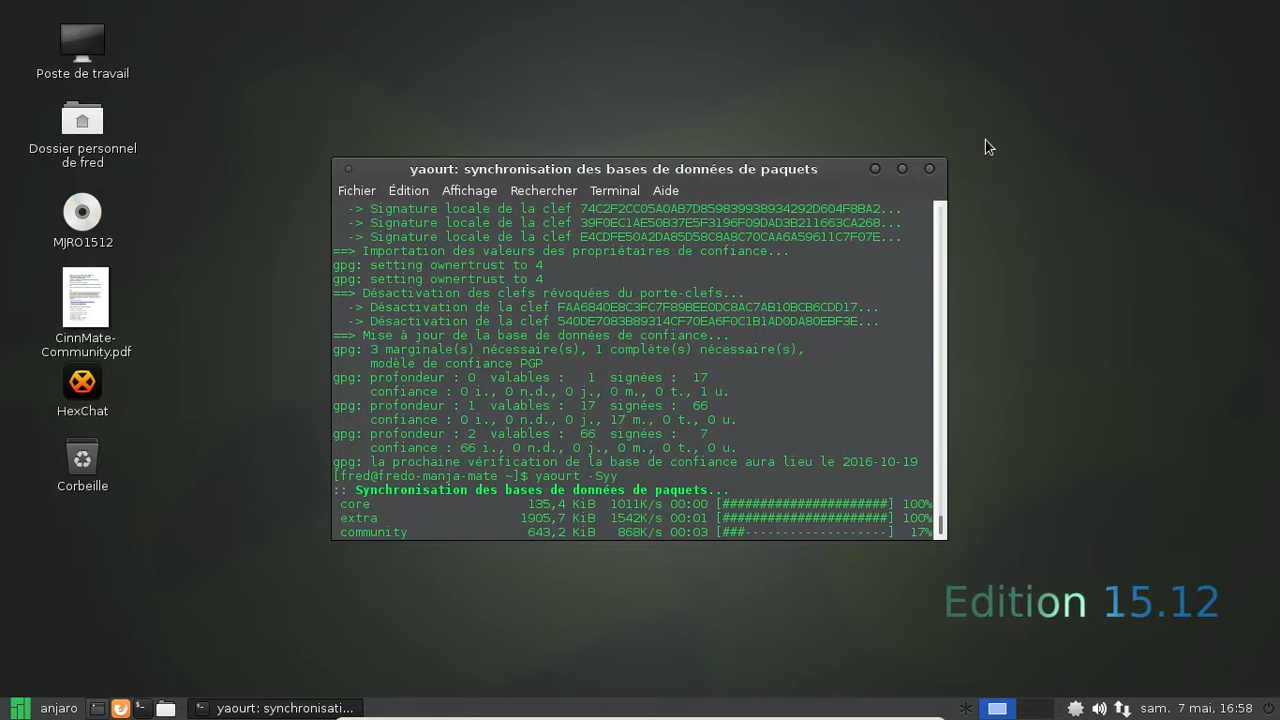 Poste de travail
Dossier personnel
de fred
MJRO1512
CinnMate-
Community.pdf
HexChat
Corbeille
yaourt: synchronisation des bases de données de paquets
Fichier Édition Affichage Rechercher Terminal Aide
-> Signature locale de la clef 74C2F2CC05A0AB7D859839938934292D604F8BA2...
-> Signature locale de la clef 39F0EC1AE50B37E5F3196F09DAD3B211663CA268...
-> Signature locale de la clef E4CDFE50A2DA85D58C8A8C70CAA6A59611C7F07E...
==> Importation des valeurs des propriétaires de confiance...
gpg: setting ownertrust to 4
gpg: setting ownertrust to 4
==> Désactivation des clefs révoquées du porte-clefs...
-> Désactivation de la clef FAA6840E8C3FC7F89BEE0DC8AC7AAD9CBCB6CDD17...
-> Désactivation de la clef 540DE7083B89314CF70EA6F0C1B1AD0A80EBF3E...
==> Mise à jour de la base de données de confiance...
gpg: 3 marginale(s) nécessaire(s), 1 complète(s) nécessaire(s),
modèle de confiance PGP
gpg: profondeur : 0 valables : 1 signées : 17
confiance : 0 i., 0 n.d., 0 j., 0 m., 0 t., 1 u.
gpg: profondeur : 1 valables : 17 signées : 66
confiance : 0 i., 0 n.d., 0 j., 17 m., 0 t., 0 u.
gpg: profondeur : 2 valables : 66 signées : 7
confiance : 66 i., 0 n.d., 0 j., 0 m., 0 t., 0 u.
gpg: la prochaine vérification de la base de confiance aura lieu le 2016-10-19
[fred@fredo-manja-mate ~]$ yaourt -Syy
:: Synchronisation des bases de données de paquets...
core 135,4 KiB 1011K/s 00:00 [######################] 100%
extra 1905,7 KiB 1542K/s 00:01 [######################] 100%
community 643,2 KiB 868K/s 00:03 [###-------------------] 17%
Edition 15.12
anjaro
yaourt: synchronisati...
sam. 7 mai, 16:58